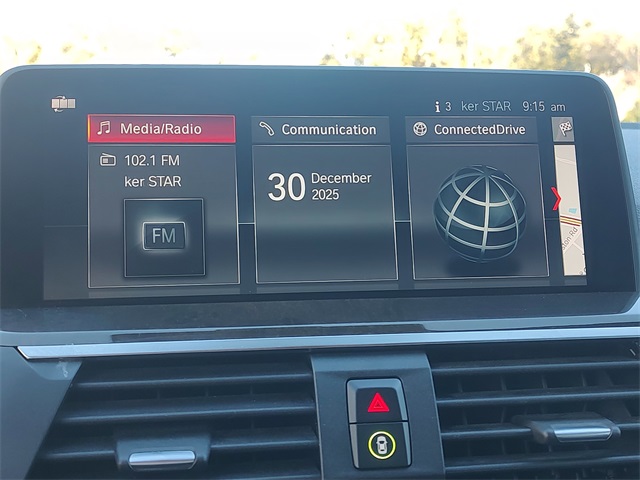 i 3 ker STAR 9:15 am
Media/Radio
102.1 FM
ker STAR
FM
Communication
30 December
2025
ConnectedDrive